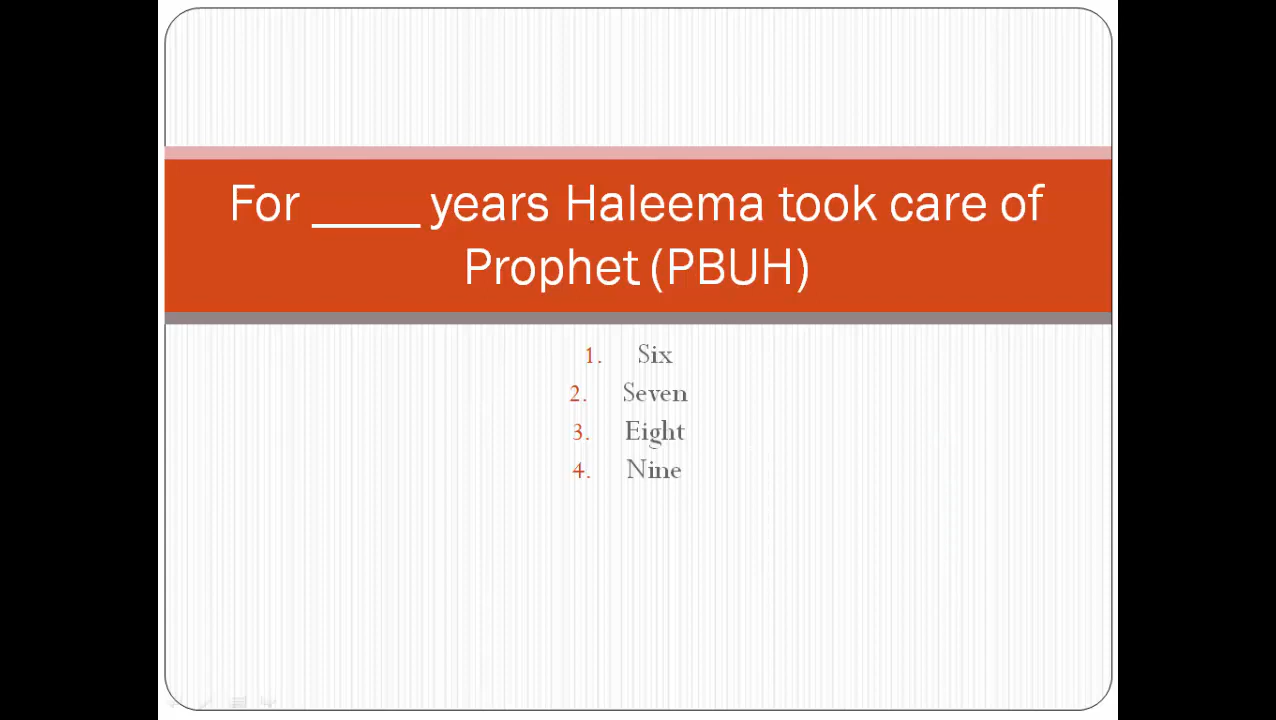 For _____ years Haleema took care of
Prophet (PBUH)
1. Six
2. Seven
3. Eight
4. Nine